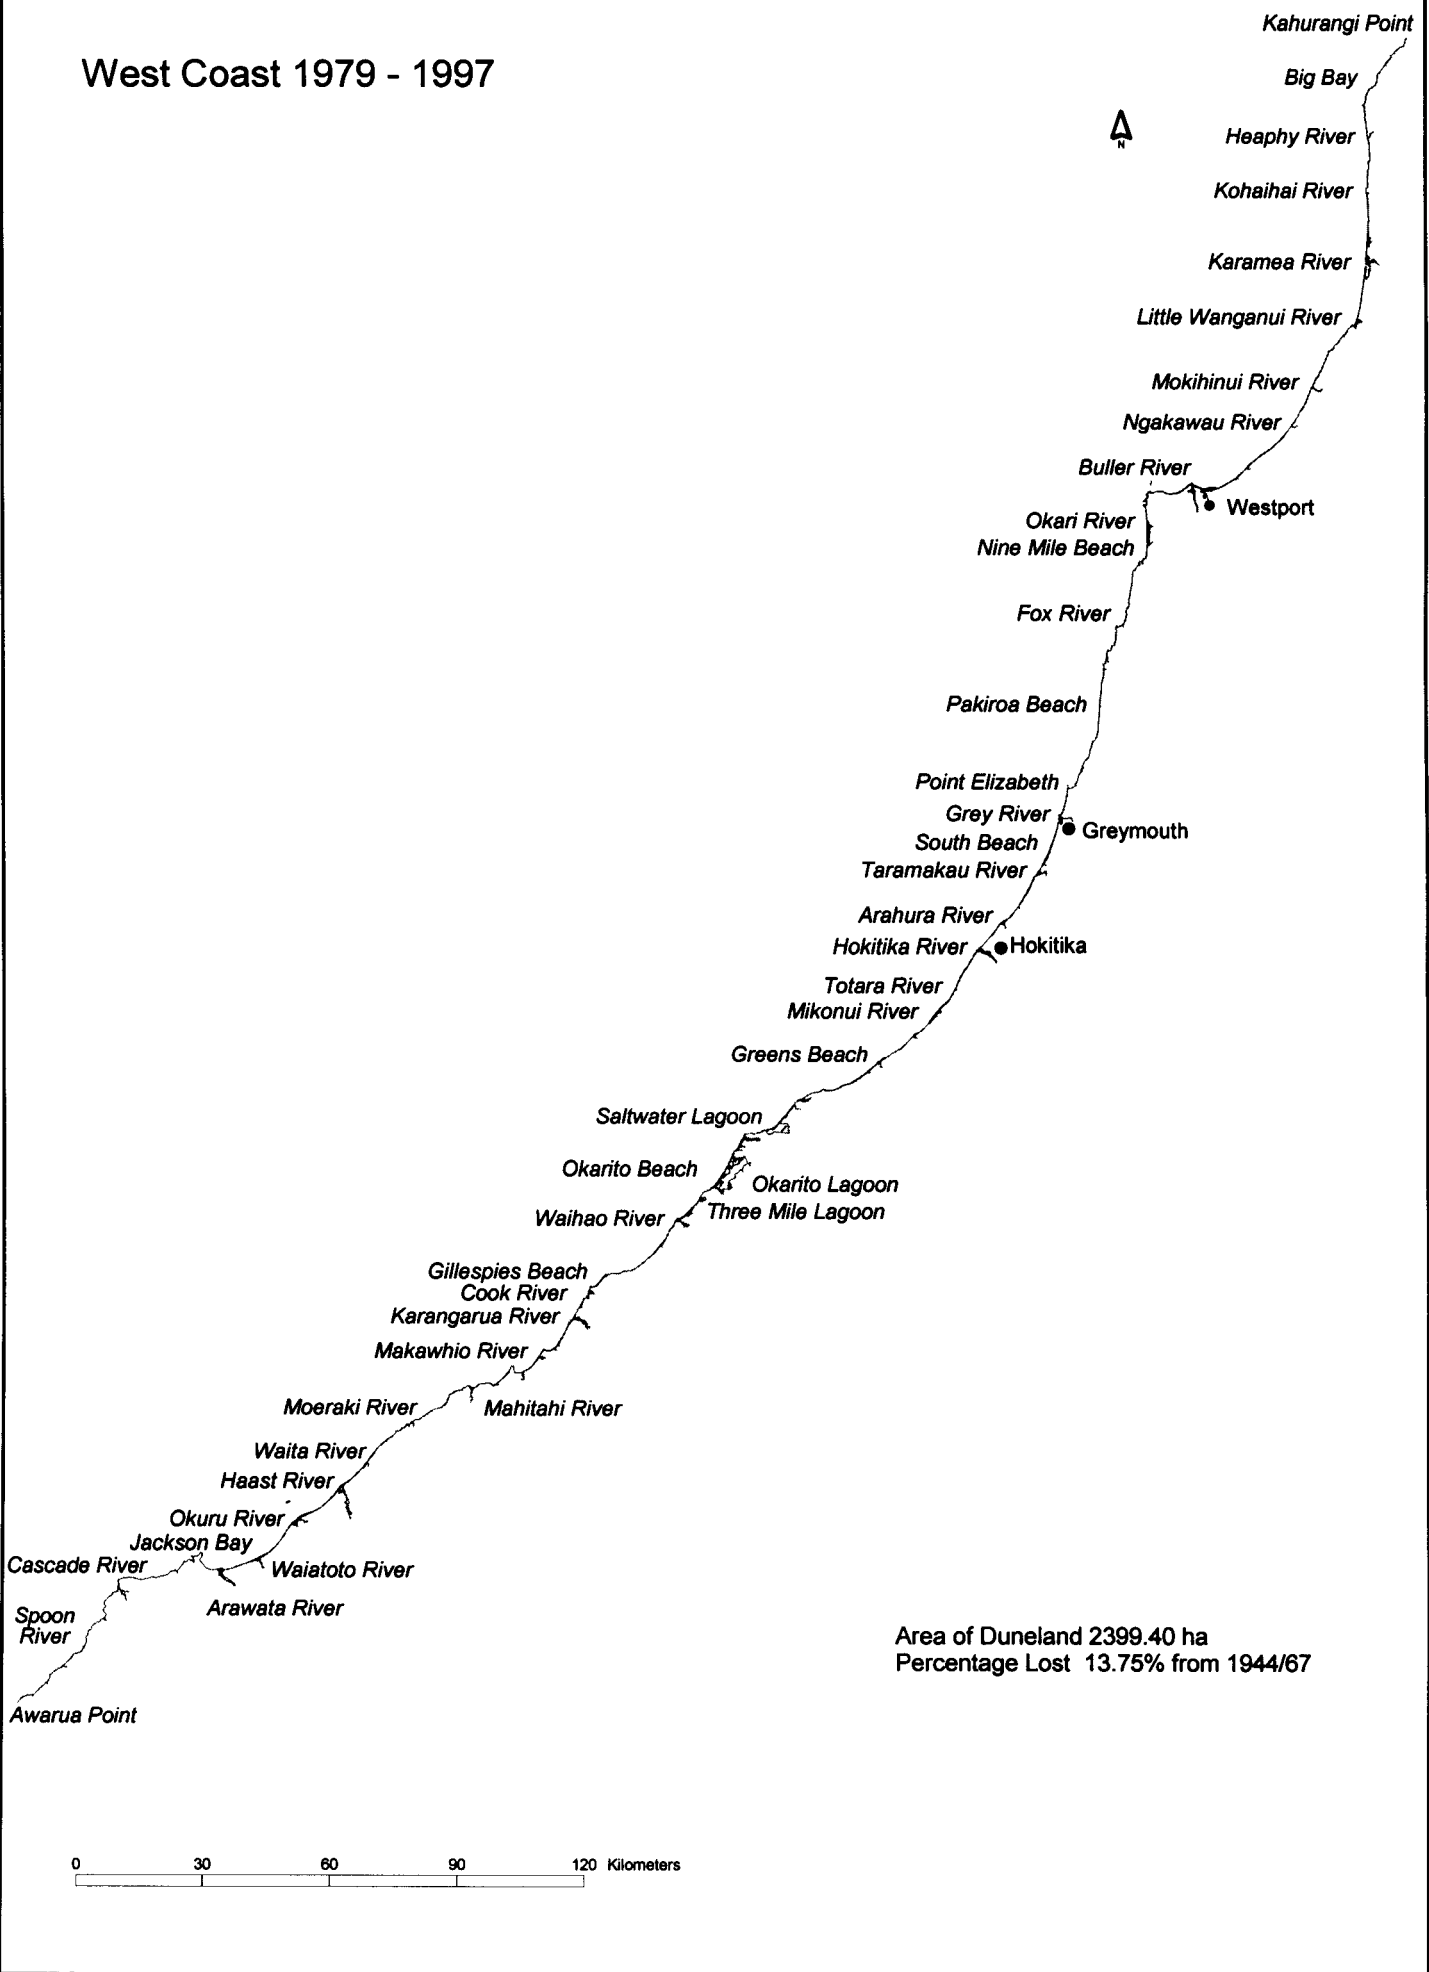 Kahurangi Point
West Coast 1979 - 1997
Big Bay
N
Heaphy River
Kohaihai River
Karamea River
Little Wanganui River
Mokihinui River
Ngakawau River
Buller River
Westport
Okari River
Nine Mile Beach
Fox River
Pakiroa Beach
Point Elizabeth
Grey River
Greymouth
South Beach
Taramakau River
Arahura River
Hokitika River
Hokitika
Totara River
Mikonui River
Greens Beach
Saltwater Lagoon
Okarito Beach
Okarito Lagoon
Three Mile Lagoon
Waihao River
Gillespies Beach
Cook River
Karangarua River
Makawhio River
Moeraki River
Mahitahi River
Waita River
Haast River
Okuru River
Jackson Bay
Cascade River
Waiatoto River
Arawata River
Spoon
River
Area of Duneland 2399.40 ha
Percentage Lost 13.75% from 1944/67
Awarua Point
0 30 60 90 120 Kilometers